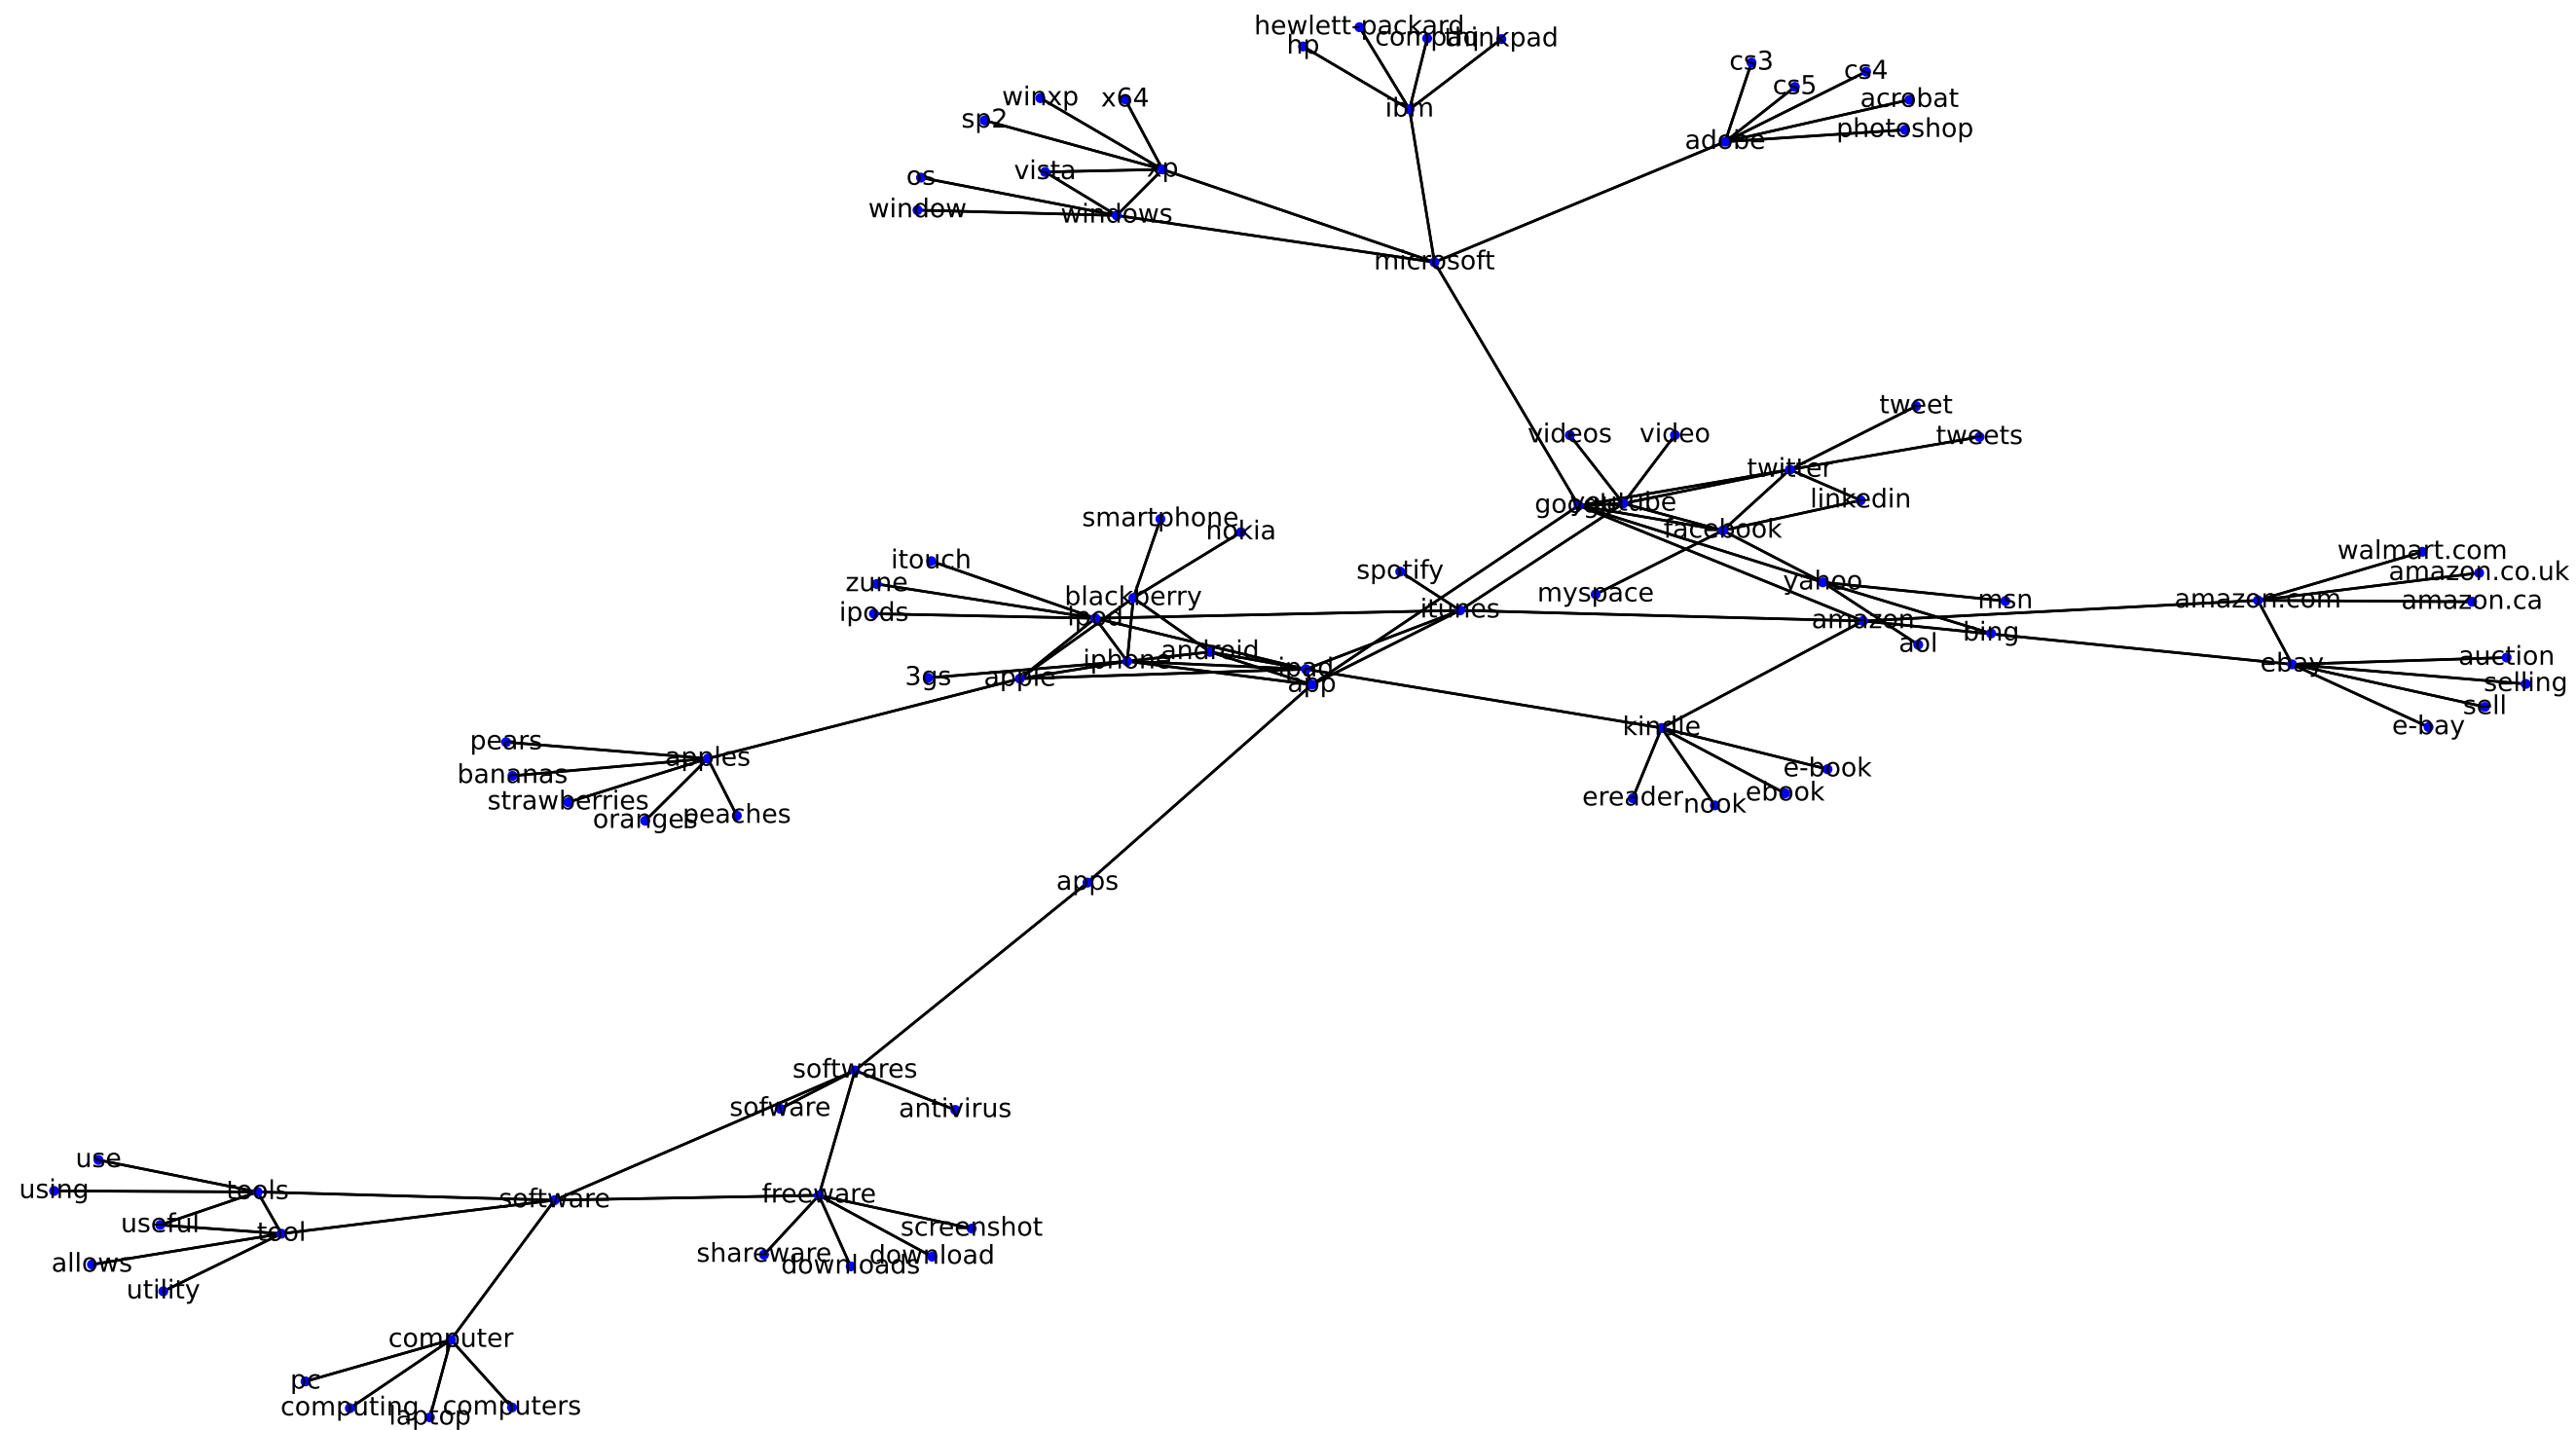 hewlett-packard
hp
compaq
thinkpad
cs3
cs5
cs4
acrobat
photoshop
adobe
ibm
winxp
x64
sp2
vista
xp
os
window
windows
microsoft
tweet
tweets
videos
video
twitter
google
youtube
linkedin
facebook
smartphone
nokia
itouch
zune
ipods
blackberry
ipod
spotify
itunes
myspace
yahoo
msn
amazon
bing
aol
walmart.com
amazon.co.uk
amazon.com
amazon.ca
android
iphone
ipad
app
3gs
apple
ebay
auction
selling
sell
e-bay
kindle
e-book
ebook
ereader
nook
pears
apples
bananas
strawberries
oranges
peaches
apps
softwares
sofware
antivirus
use
using
tools
software
freeware
useful
tool
screenshot
allows
shareware
downloads
download
utility
computer
pc
computing
laptop
computers